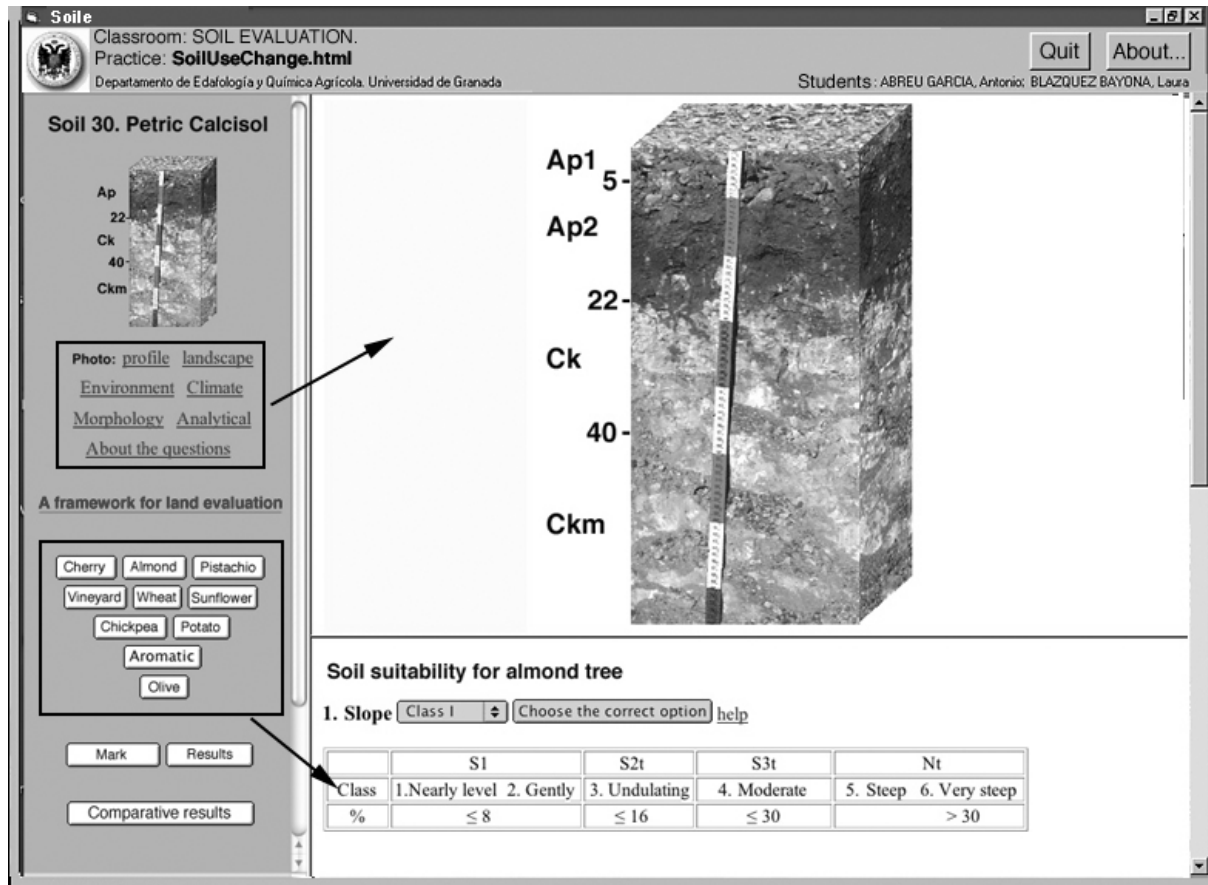 Soile
Classroom: SOIL EVALUATION.
Practice: SoilUseChange.html
Departamento de Edafología y Química Agrícola. Universidad de Granada
Quit About...
Students : ABREU GARCIA, Antonio; BLAZQUEZ BAYONA, Laura
Soil 30. Petric Calcisol
Ap
22
Ck
40
Ckm
Photo: profile landscape
Environment Climate
Morphology Analytical
About the questions
A framework for land evaluation
Cherry Almond Pistachio
Vineyard Wheat Sunflower
Chickpea Potato
Aromatic
Olive
Mark Results
Comparative results
Ap1
5
Ap2
22
Ck
40
Ckm
Soil suitability for almond tree
1. Slope Class I Choose the correct option help
S1 S2t S3t Nt
Class 1.Nearly level 2. Gently 3. Undulating 4. Moderate 5. Steep 6. Very steep
% ≤ 8 ≤ 16 ≤ 30 > 30